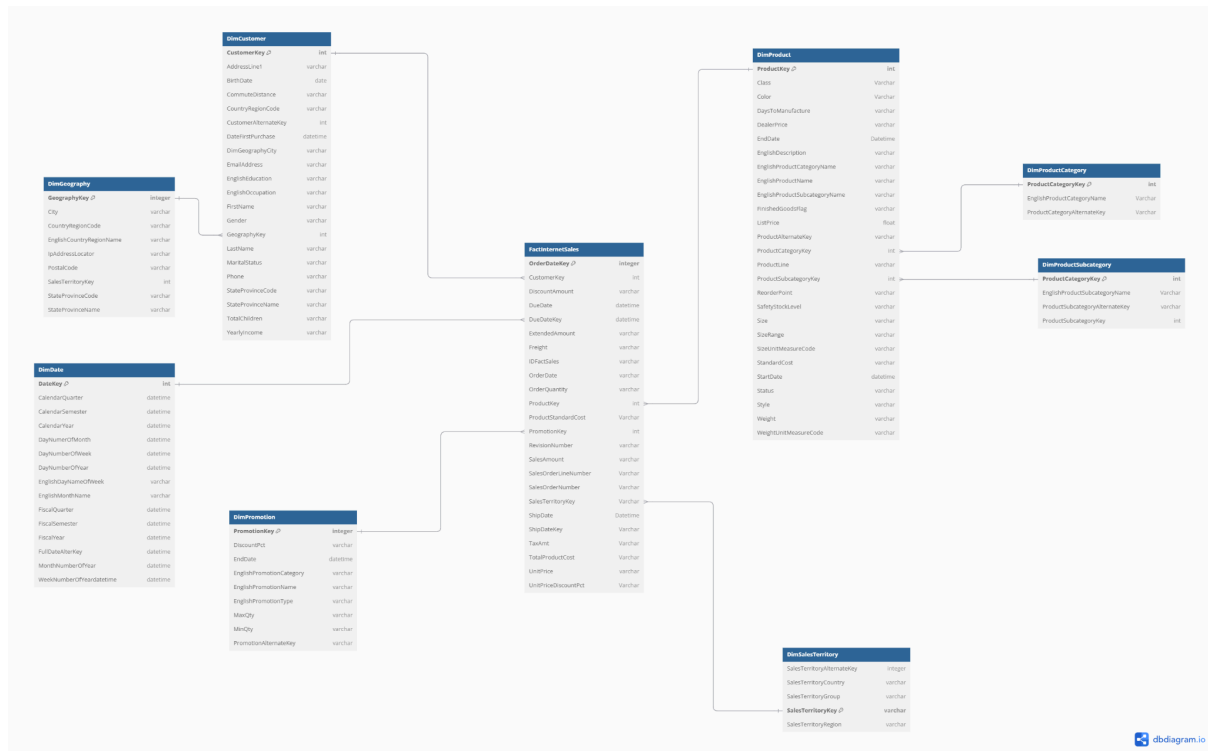 DimCustomer
CustomerKey int
AddressLine1 varchar
BirthDate date
CommuteDistance varchar
CountryRegionCode varchar
CustomerAlternateKey int
DateFirstPurchase datetime
DimGeographyCity varchar
EmailAddress varchar
EnglishEducation varchar
EnglishOccupation varchar
FirstName varchar
Gender varchar
GeographyKey int
LastName varchar
MaritalStatus varchar
Phone varchar
StateProvinceCode varchar
StateProvinceName varchar
TotalChildren varchar
YearlyIncome varchar
DimGeography
GeographyKey integer
City varchar
CountryRegionCode varchar
EnglishCountryRegionName varchar
IpAddressLocator varchar
PostalCode varchar
SalesTerritoryKey int
StateProvinceCode varchar
StateProvinceName varchar
DimDate
DateKey int
CalendarQuarter datetime
CalendarSemester datetime
CalendarYear datetime
DayNumerOfMonth datetime
DayNumberOfWeek datetime
DayNumberOfYear datetime
EnglishDayNameOfWeek varchar
EnglishMonthName varchar
FiscalQuarter datetime
FiscalSemester datetime
FiscalYear datetime
FullDateAlterKey datetime
MonthNumberOfYear datetime
WeekNumberOfYeardatetime datetime
DimPromotion
PromotionKey integer
DiscountPct varchar
EndDate datetime
EnglishPromotionCategory varchar
EnglishPromotionName varchar
EnglishPromotionType varchar
MaxQty varchar
MinQty varchar
PromotionAlternateKey varchar
FactInternetSales
OrderDateKey integer
CustomerKey int
DiscountAmount varchar
DueDate datetime
DueDateKey datetime
ExtendedAmount varchar
Freight varchar
IDFactSales varchar
OrderDate varchar
OrderQuantity varchar
ProductKey int
ProductStandardCost Varchar
PromotionKey int
RevisionNumber varchar
SalesAmount varchar
SalesOrderLineNumber Varchar
SalesOrderNumber Varchar
SalesTerritoryKey Varchar
ShipDate Datetime
ShipDateKey Varchar
TaxAmt Varchar
TotalProductCost Varchar
UnitPrice Varchar
UnitPriceDiscountPct Varchar
DimProduct
ProductKey int
Class Varchar
Color Varchar
DaysToManufacture varchar
DealerPrice varchar
EndDate Datetime
EnglishDescription varchar
EnglishProductCategoryName varchar
EnglishProductName varchar
EnglishProductSubcategoryName varchar
FinishedGoodsFlag varchar
ListPrice float
ProductAlternateKey varchar
ProductCategoryKey int
ProductLine varchar
ProductSubcategoryKey int
ReorderPoint varchar
SafetyStockLevel varchar
Size varchar
SizeRange varchar
SizeUnitMeasureCode varchar
StandardCost varchar
StartDate datetime
Status varchar
Style varchar
Weight varchar
WeightUnitMeasureCode varchar
DimProductCategory
ProductCategoryKey int
EnglishProductCategoryName Varchar
ProductCategoryAlternateKey varchar
DimProductSubcategory
ProductCategoryKey int
EnglishProductSubcategoryName Varchar
ProductSubcategoryAlternateKey varchar
ProductSubcategoryKey int
DimSalesTerritory
SalesTerritoryAlternateKey integer
SalesTerritoryCountry varchar
SalesTerritoryGroup varchar
SalesTerritoryKey varchar
SalesTerritoryRegion varchar
dbdiagram.io